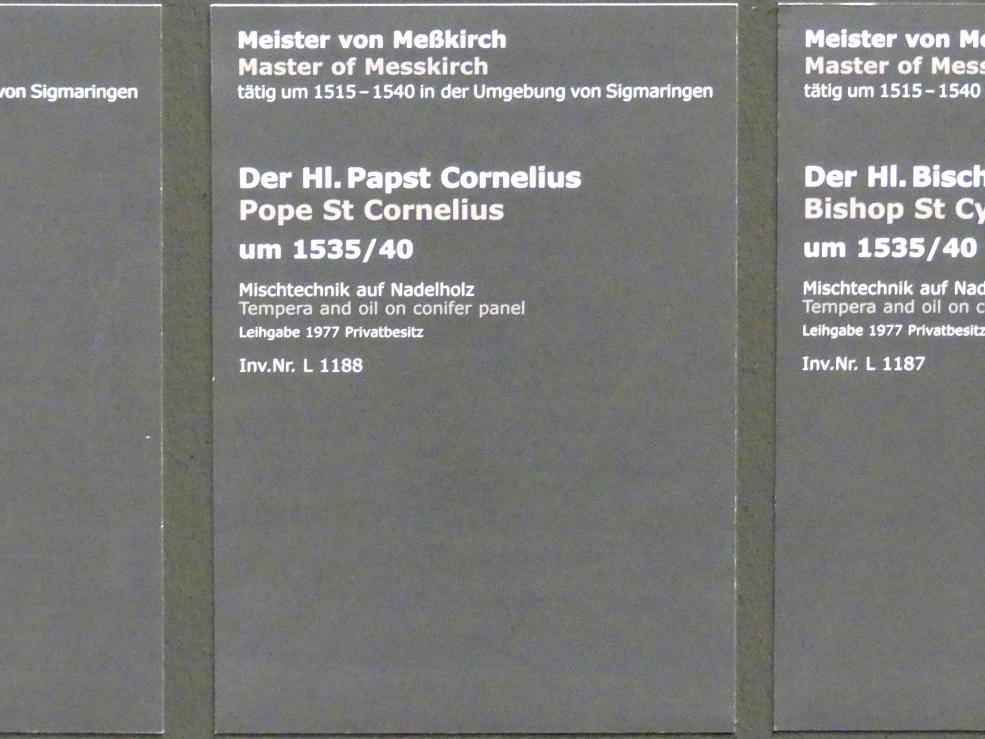 von Sigmaringen
Meister von Meßkirch
Master of Messkirch
tätig um 1515 – 1540 in der Umgebung von Sigmaringen
Der Hl. Papst Cornelius
Pope St Cornelius
um 1535/40
Mischtechnik auf Nadelholz
Tempera and oil on conifer panel
Leihgabe 1977 Privatbesitz
Inv.Nr. L 1188
Meister von
Master of
tätig um 1515 – 1540
Der Hl.
Bishop St
um 1535/40
Mischtechnik auf
Tempera and oil on
Leihgabe 1977 Privatbesitz
Inv.Nr. L 1187